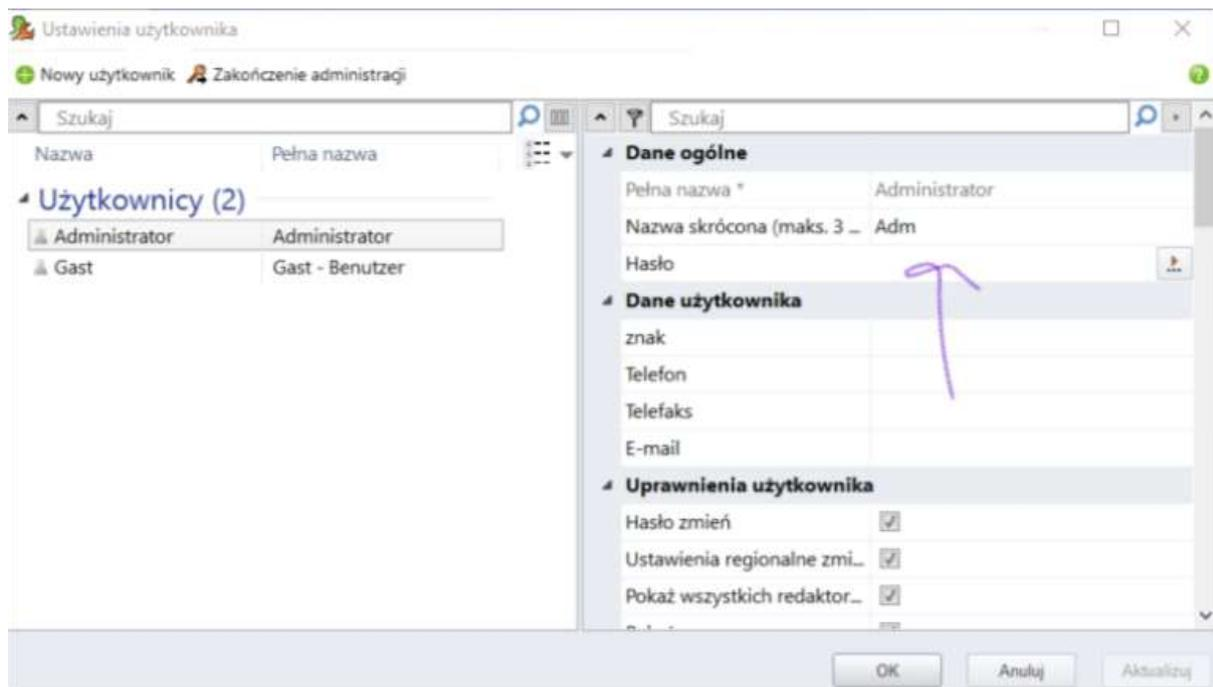 Ustawienia użytkownika
Nowy użytkownik Zakończenie administracji
Szukaj
Nazwa Pełna nazwa
Użytkownicy (2)
Administrator Administrator
Gast Gast - Benutzer
Szukaj
Dane ogólne
Pełna nazwa * Administrator
Nazwa skrócona (maks. 3 ... Adm
Hasło
Dane użytkownika
znak
Telefon
Telefaks
E-mail
Uprawnienia użytkownika
Hasło zmień
Ustawienia regionalne zmi...
Pokaż wszystkich redaktor...
OK Anuluj Aktualizuj